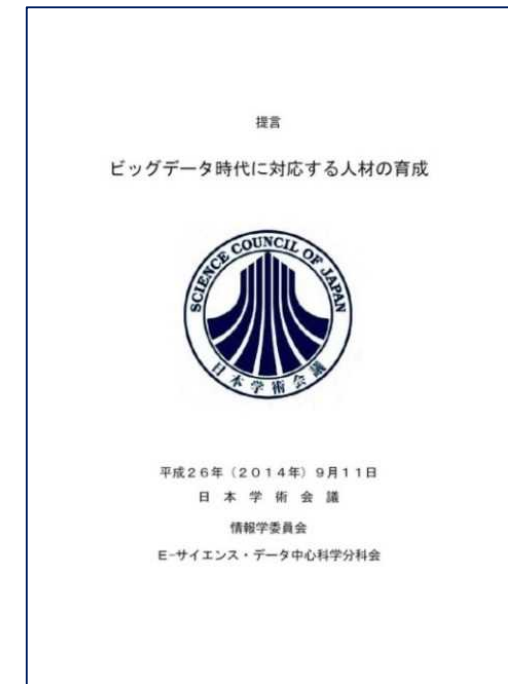 提言
ビッグデータ時代に対応する人材の育成
SCIENCE COUNCIL OF JAPAN
日本学術会議
平成２６年（２０１４年）９月１１日
日 本 学 術 会 議
情報学委員会
Ｅ-サイエンス・データ中心科学分科会